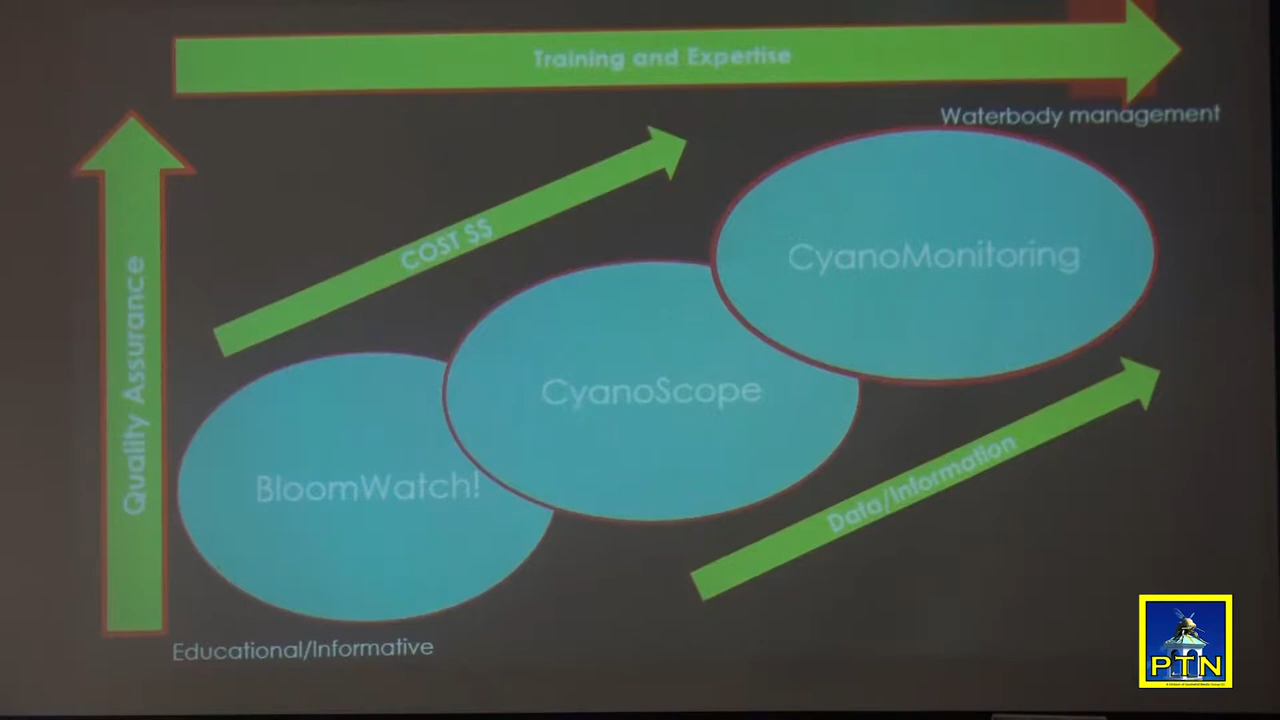 Training and Expertise
Waterbody management
COST $$
CyanoMonitoring
Quality Assurance
CyanoScope
Data/Information
BloomWatch!
Educational/Informative
PTN